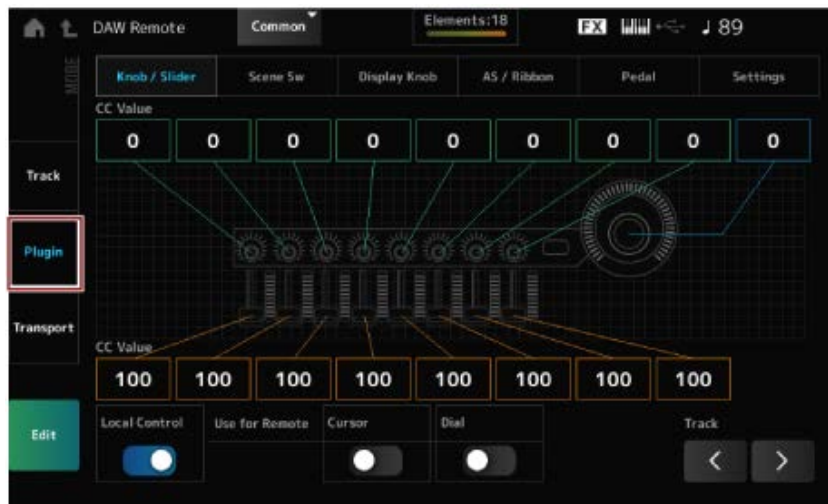 DAW Remote Common Elements:18 FX ♩ 89
MODE
Knob / Slider Scene Sw Display Knob AS / Ribbon Pedal Settings
CC Value
0 0 0 0 0 0 0 0 0
Track
Plugin
Transport
CC Value
100 100 100 100 100 100 100 100
Edit
Local Control Use for Remote Cursor Dial Track